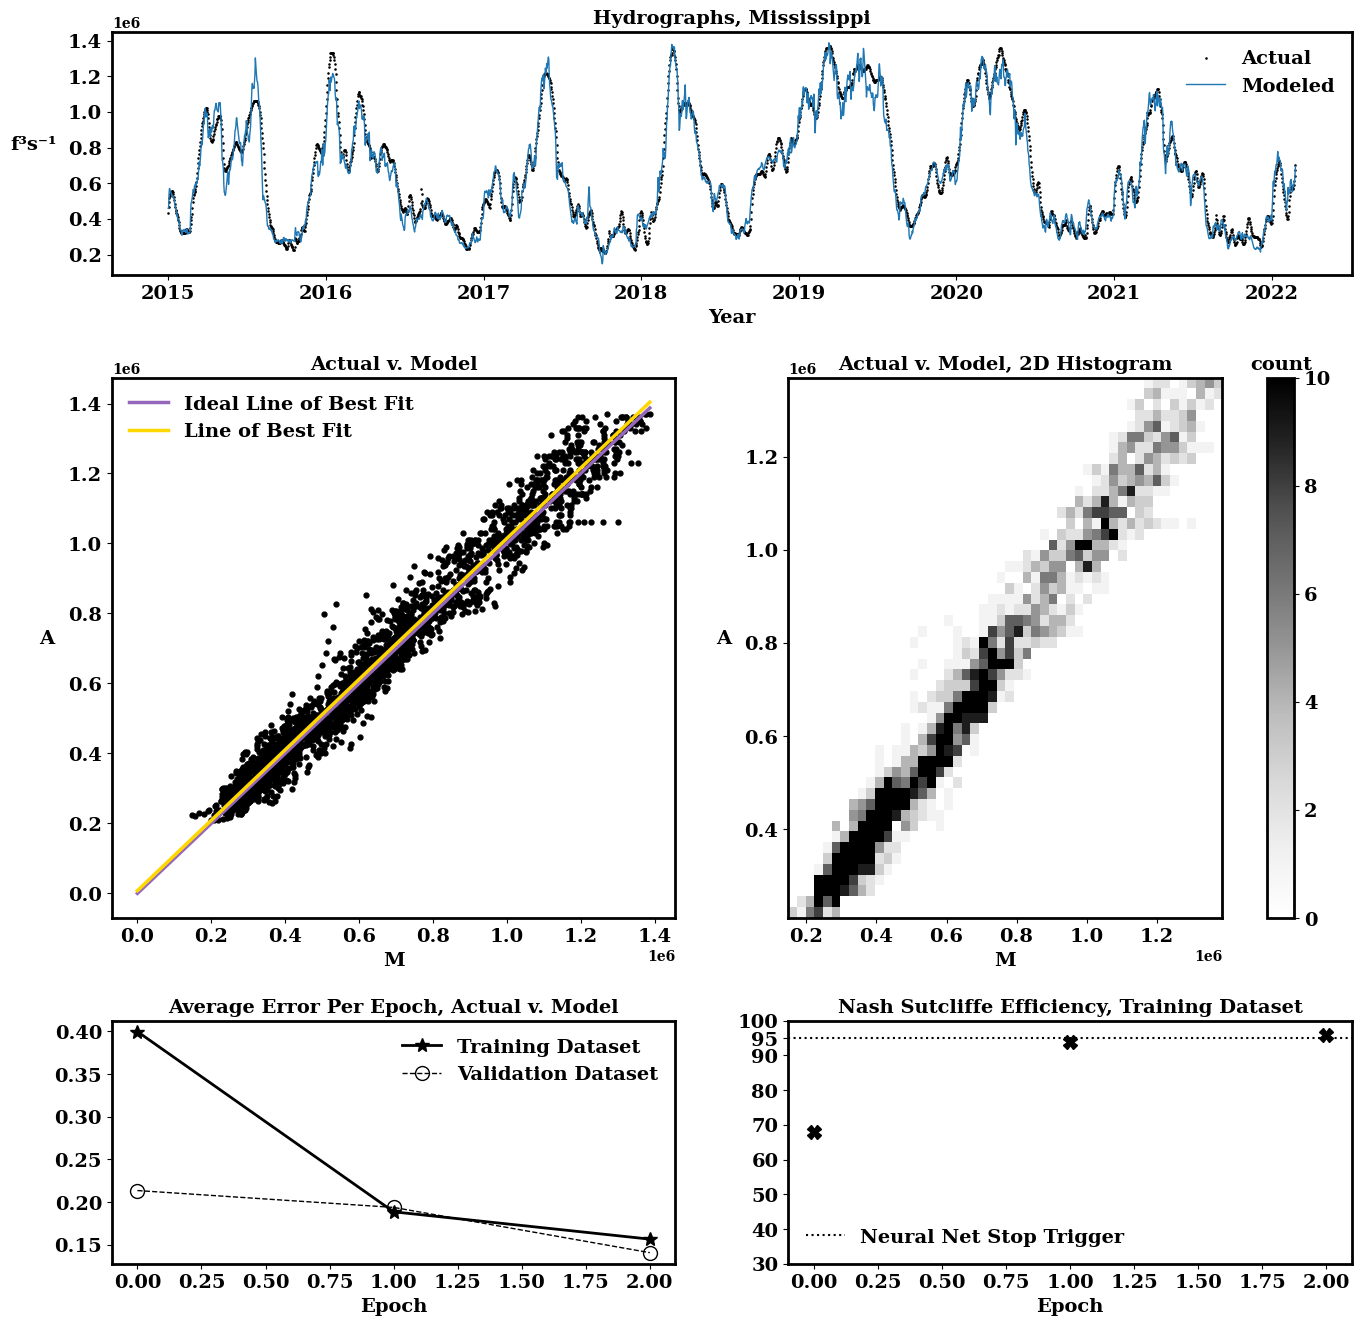 Hydrographs, Mississippi
1e6
1.4
1.2
1.0
0.8
0.6
0.4
0.2
f³s⁻¹
Actual
Modeled
2015 2016 2017 2018 2019 2020 2021 2022
Year
Actual v. Model
1e6
1.4
1.2
1.0
0.8
0.6
0.4
0.2
0.0
A
Ideal Line of Best Fit
Line of Best Fit
0.0 0.2 0.4 0.6 0.8 1.0 1.2 1.4
M
1e6
Actual v. Model, 2D Histogram
1e6
1.2
1.0
0.8
0.6
0.4
A
0.2 0.4 0.6 0.8 1.0 1.2
M
1e6
count
10
8
6
4
2
0
Average Error Per Epoch, Actual v. Model
0.40
0.35
0.30
0.25
0.20
0.15
Training Dataset
Validation Dataset
0.00 0.25 0.50 0.75 1.00 1.25 1.50 1.75 2.00
Epoch
Nash Sutcliffe Efficiency, Training Dataset
100
95
90
80
70
60
50
40
30
Neural Net Stop Trigger
0.00 0.25 0.50 0.75 1.00 1.25 1.50 1.75 2.00
Epoch